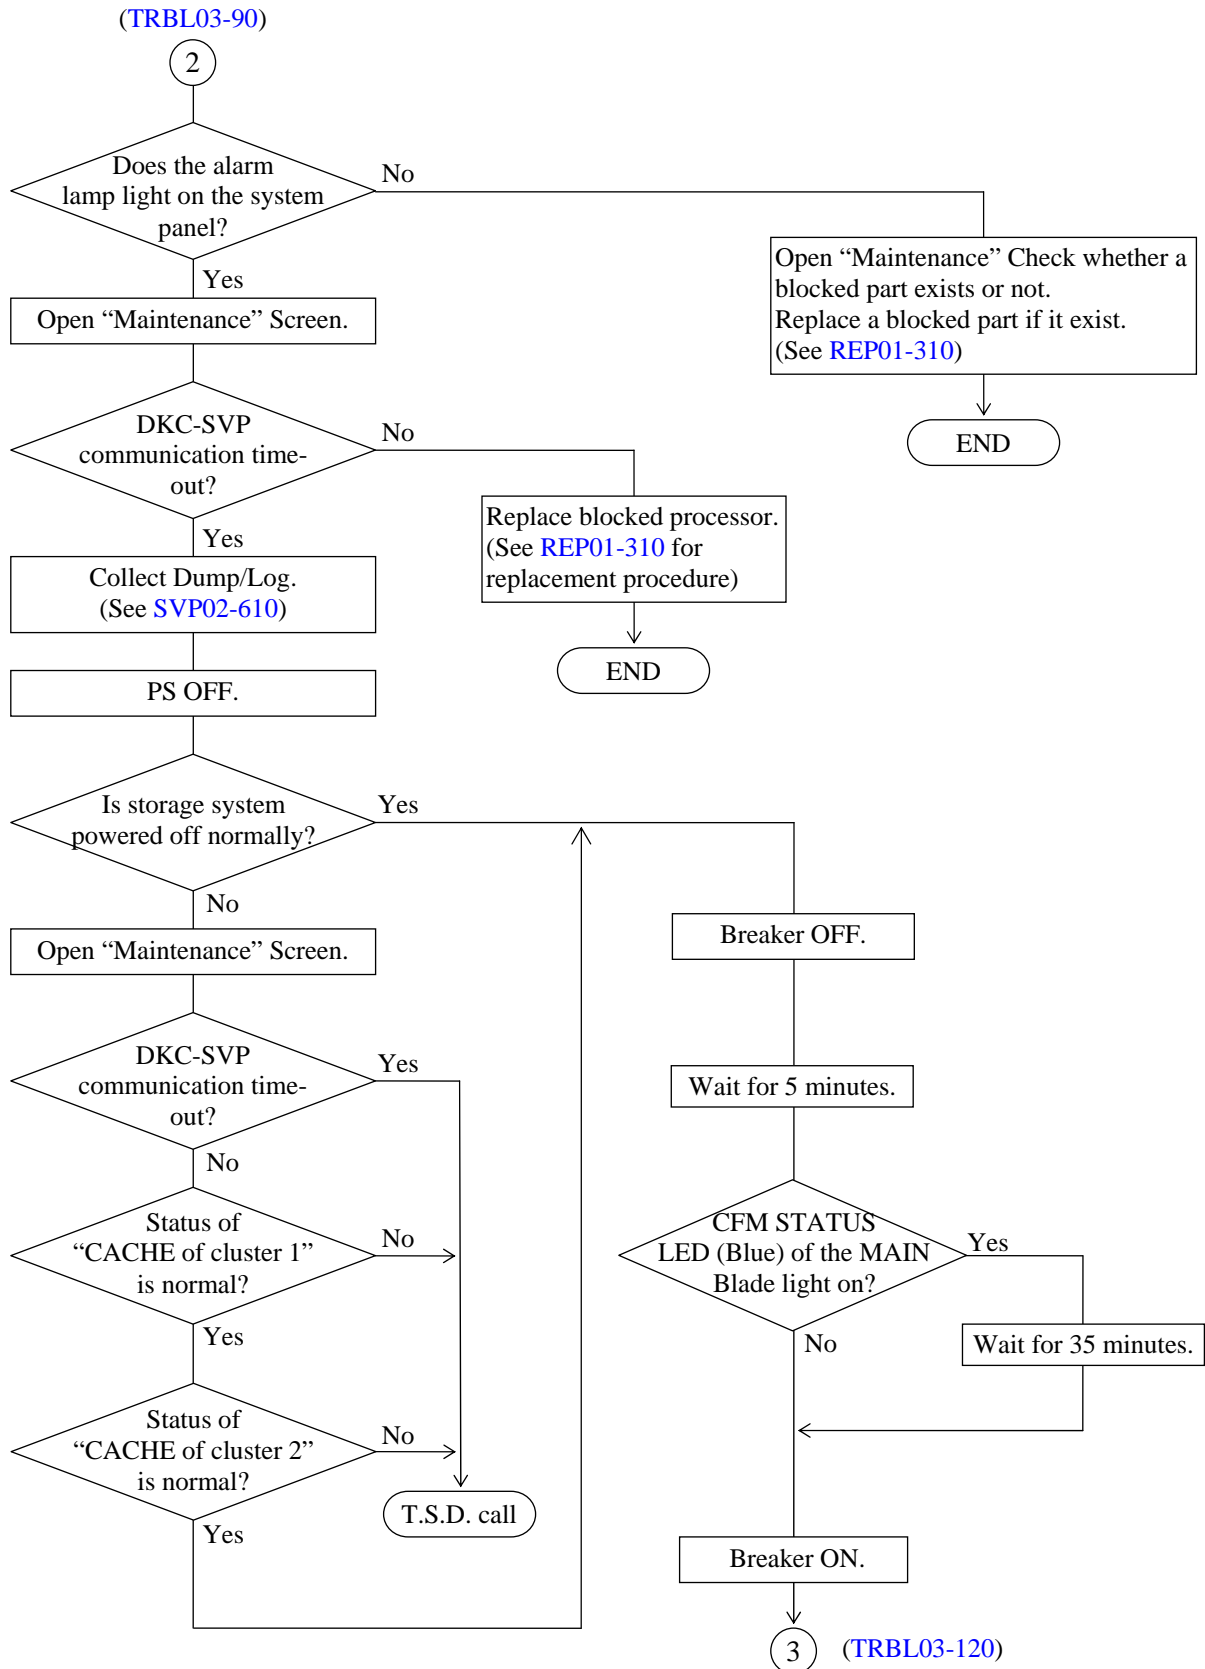 (TRBL03-90)
2
Does the alarm
lamp light on the system
panel?
No
Yes
Open “Maintenance” Check whether a
blocked part exists or not.
Replace a blocked part if it exist.
(See REP01-310)
END
Open “Maintenance” Screen.
DKC-SVP
communication time-
out?
No
Yes
Replace blocked processor.
(See REP01-310 for
replacement procedure)
END
Collect Dump/Log.
(See SVP02-610)
PS OFF.
Is storage system
powered off normally?
Yes
No
Open “Maintenance” Screen.
DKC-SVP
communication time-
out?
Yes
No
Status of
“CACHE of cluster 1”
is normal?
No
Yes
Status of
“CACHE of cluster 2”
is normal?
No
Yes
T.S.D. call
Breaker OFF.
Wait for 5 minutes.
CFM STATUS
LED (Blue) of the MAIN
Blade light on?
Yes
No
Wait for 35 minutes.
Breaker ON.
3
(TRBL03-120)